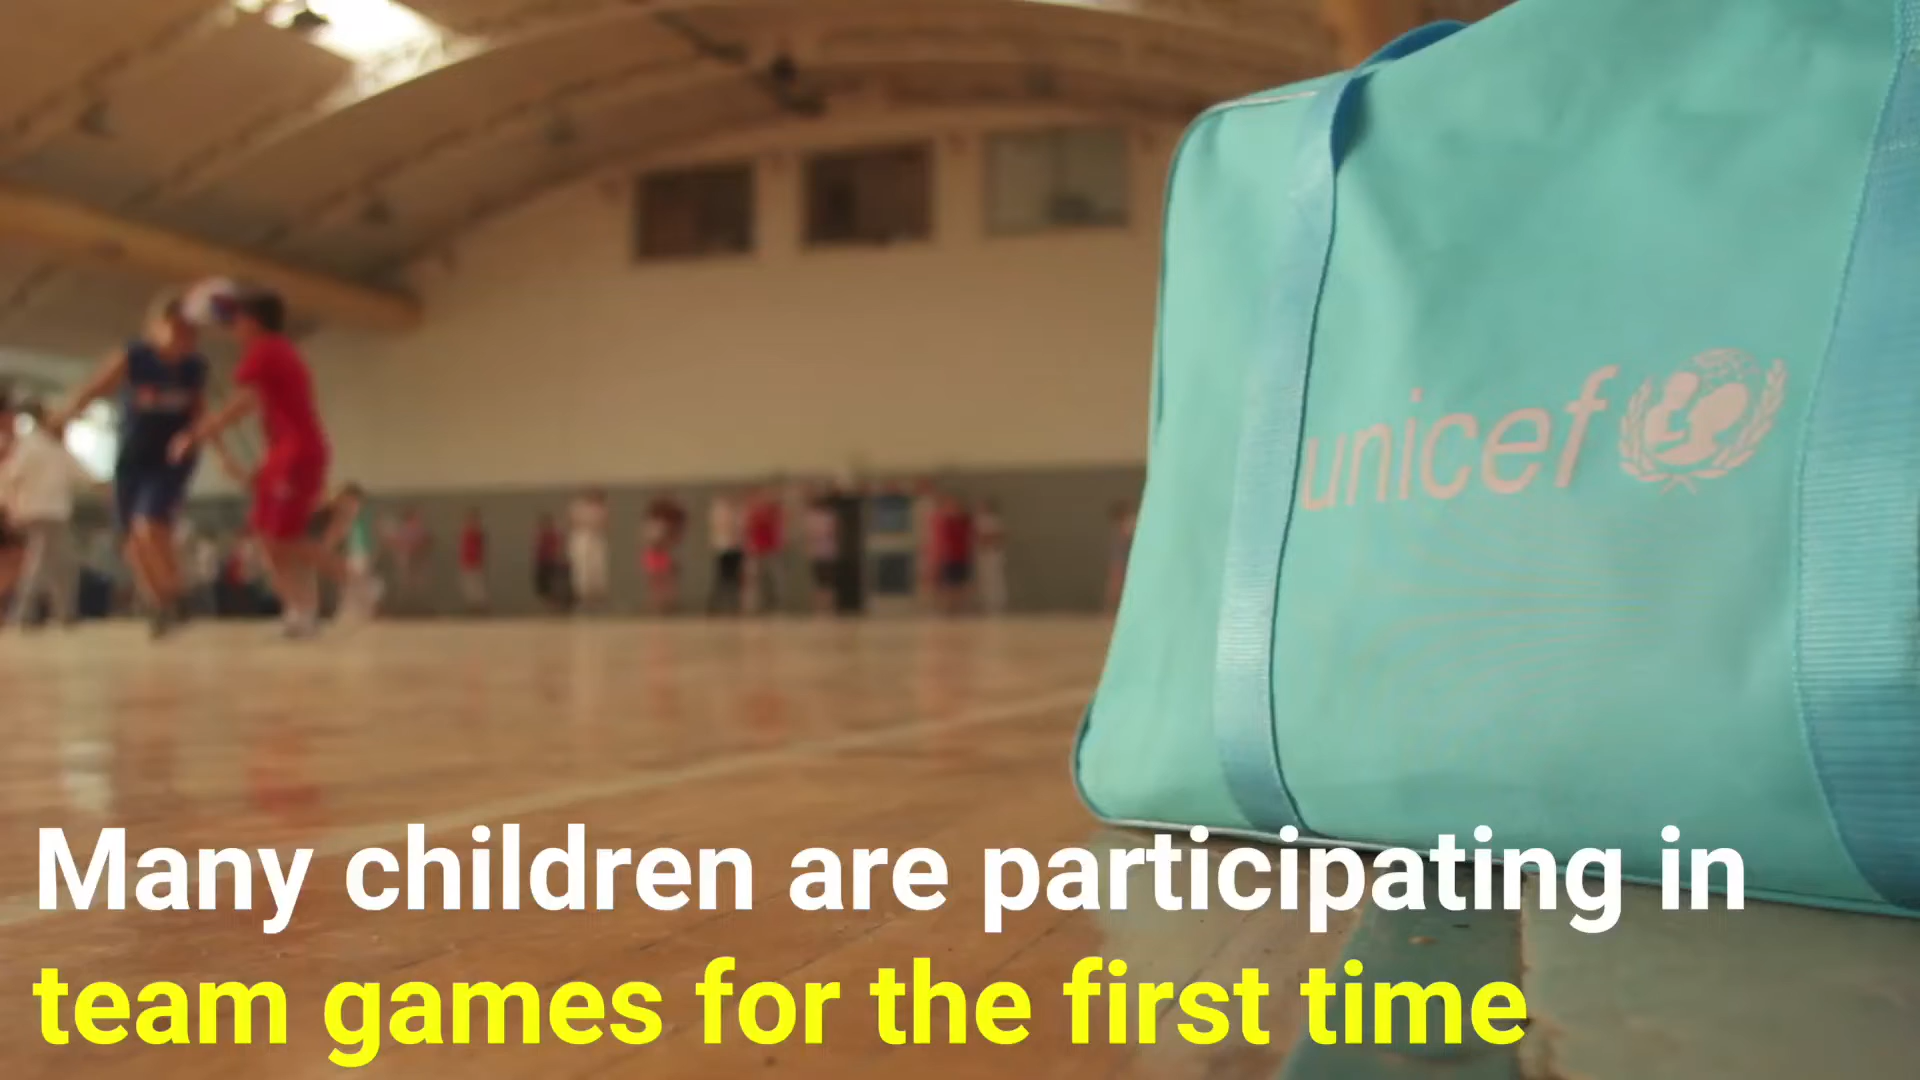 unicef
Many children are participating in
team games for the first time